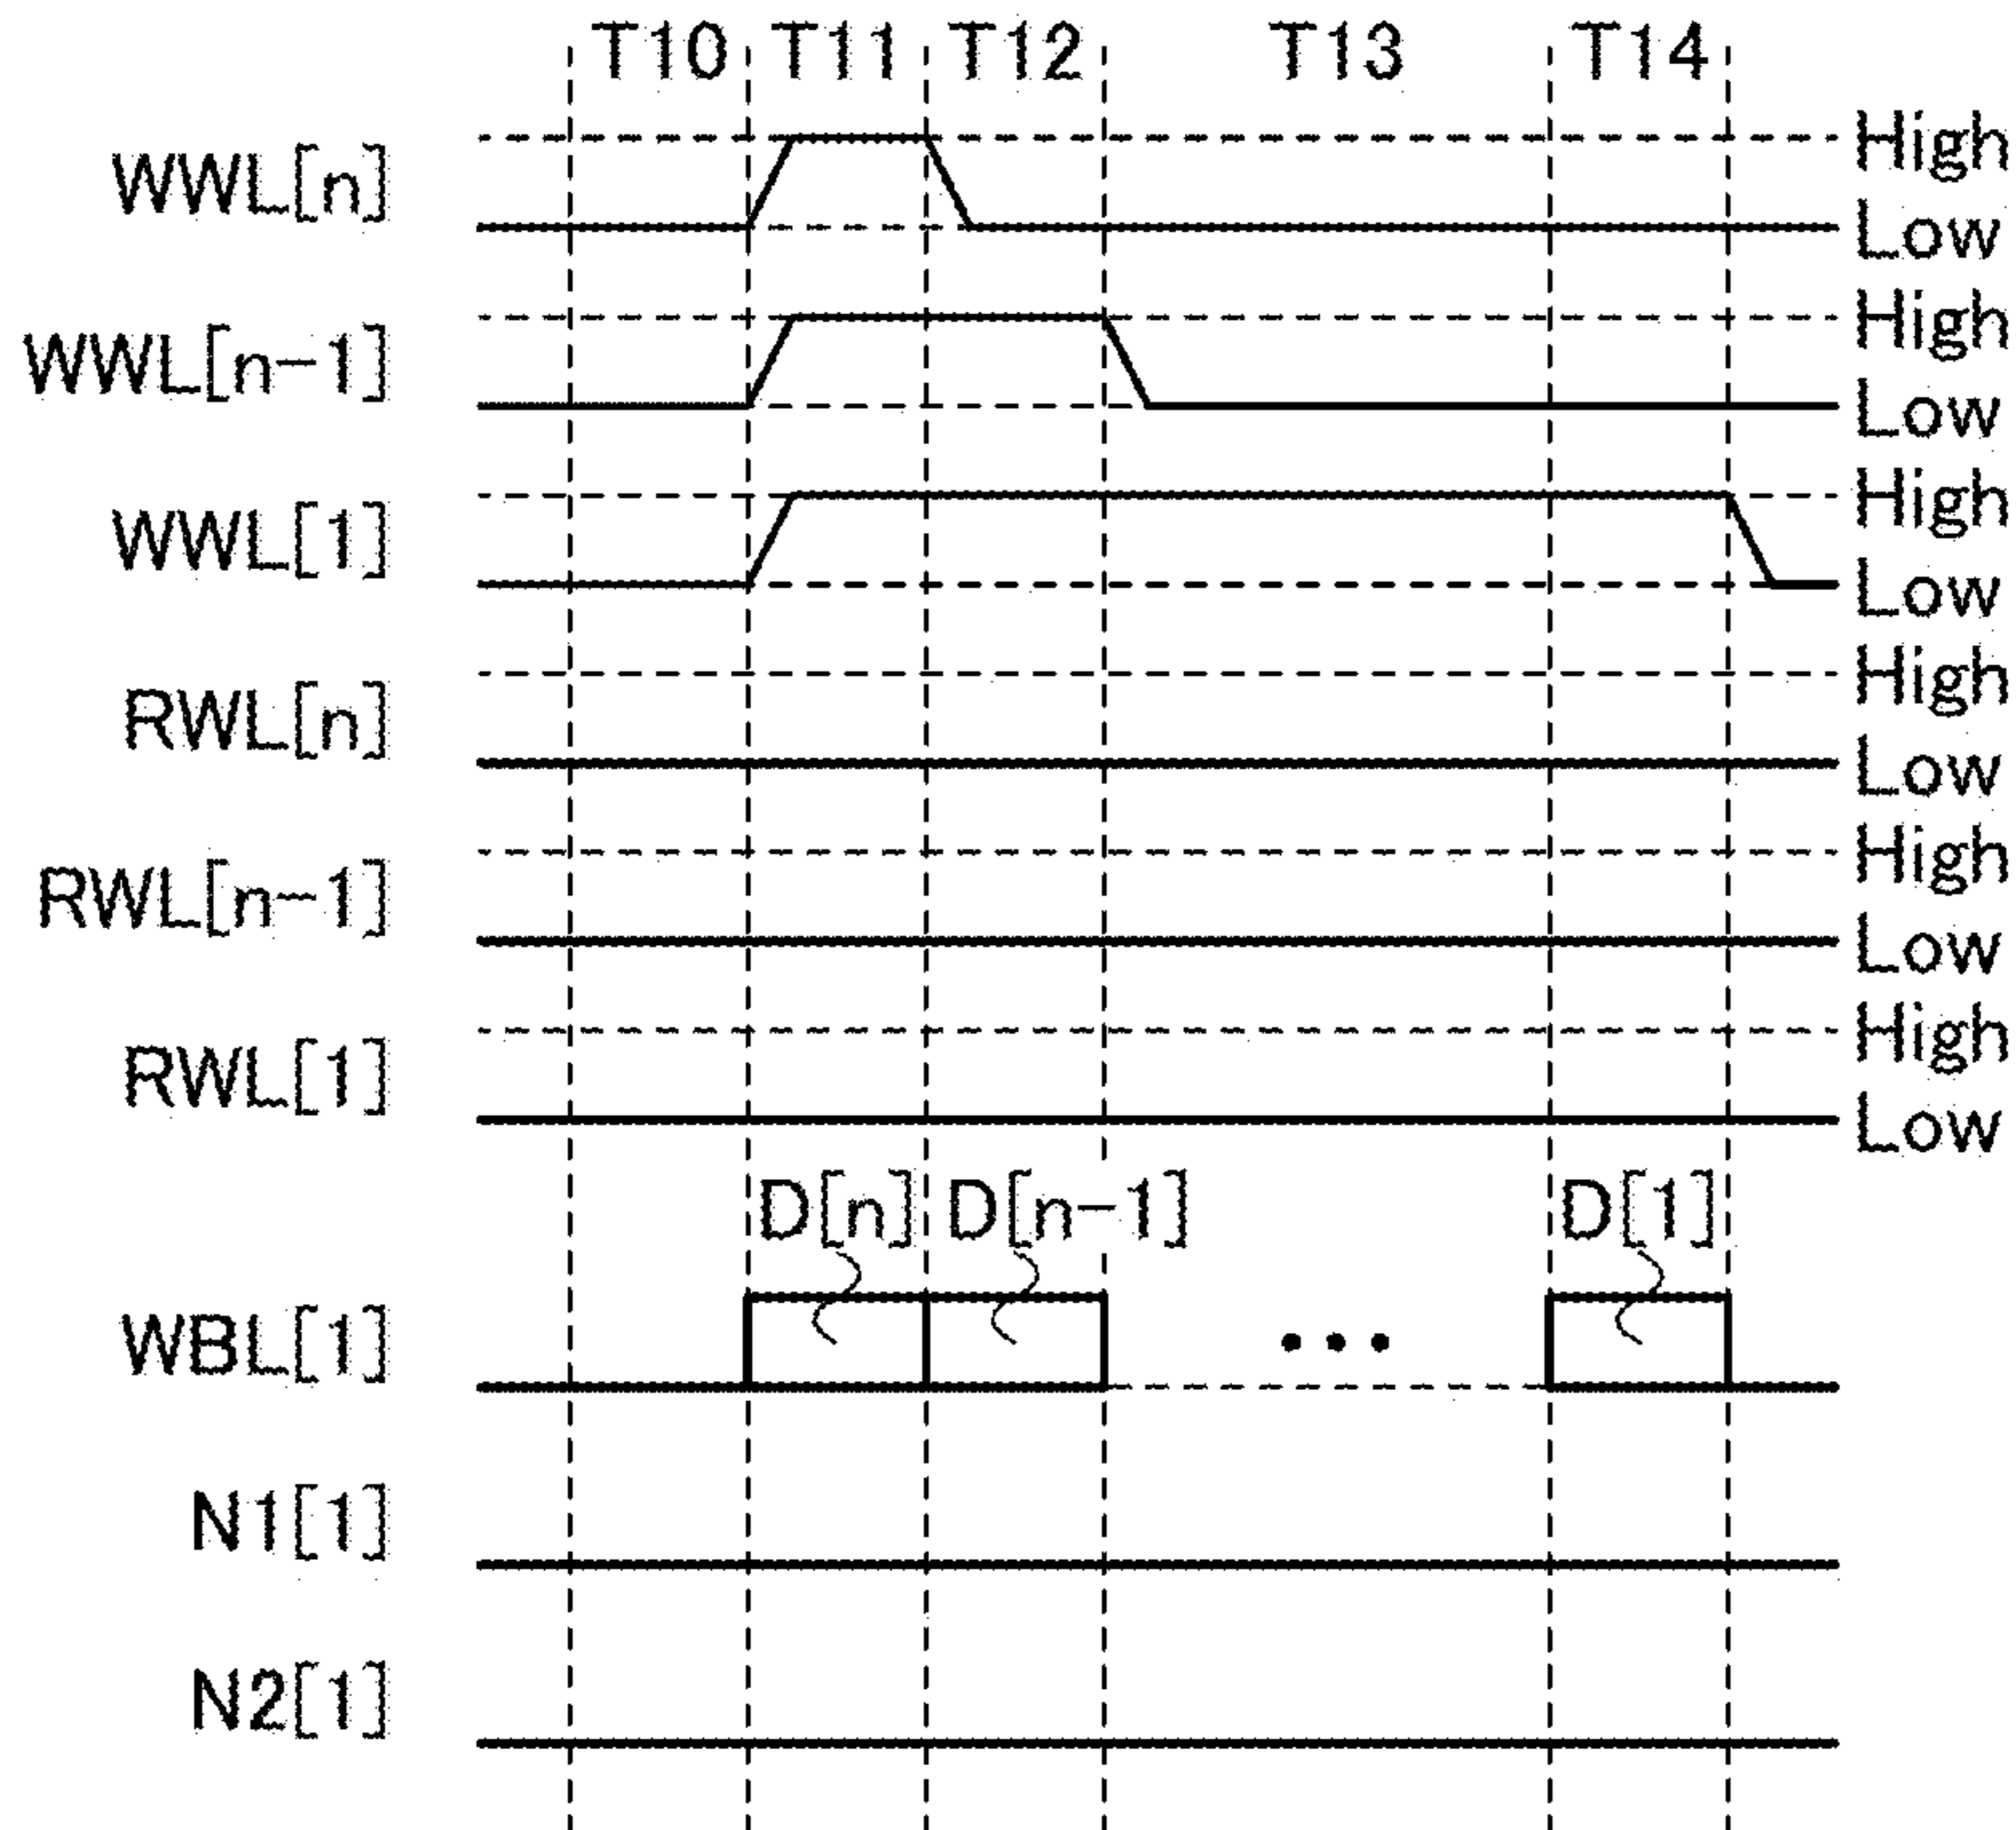 T10 T11 T12 T13 T14
WWL[n] High
Low
WWL[n-1] High
Low
WWL[1] High
Low
RWL[n] High
Low
RWL[n-1] High
Low
RWL[1] High
Low
D[n] D[n-1] D[1]
WBL[1] •••
N1[1]
N2[1]